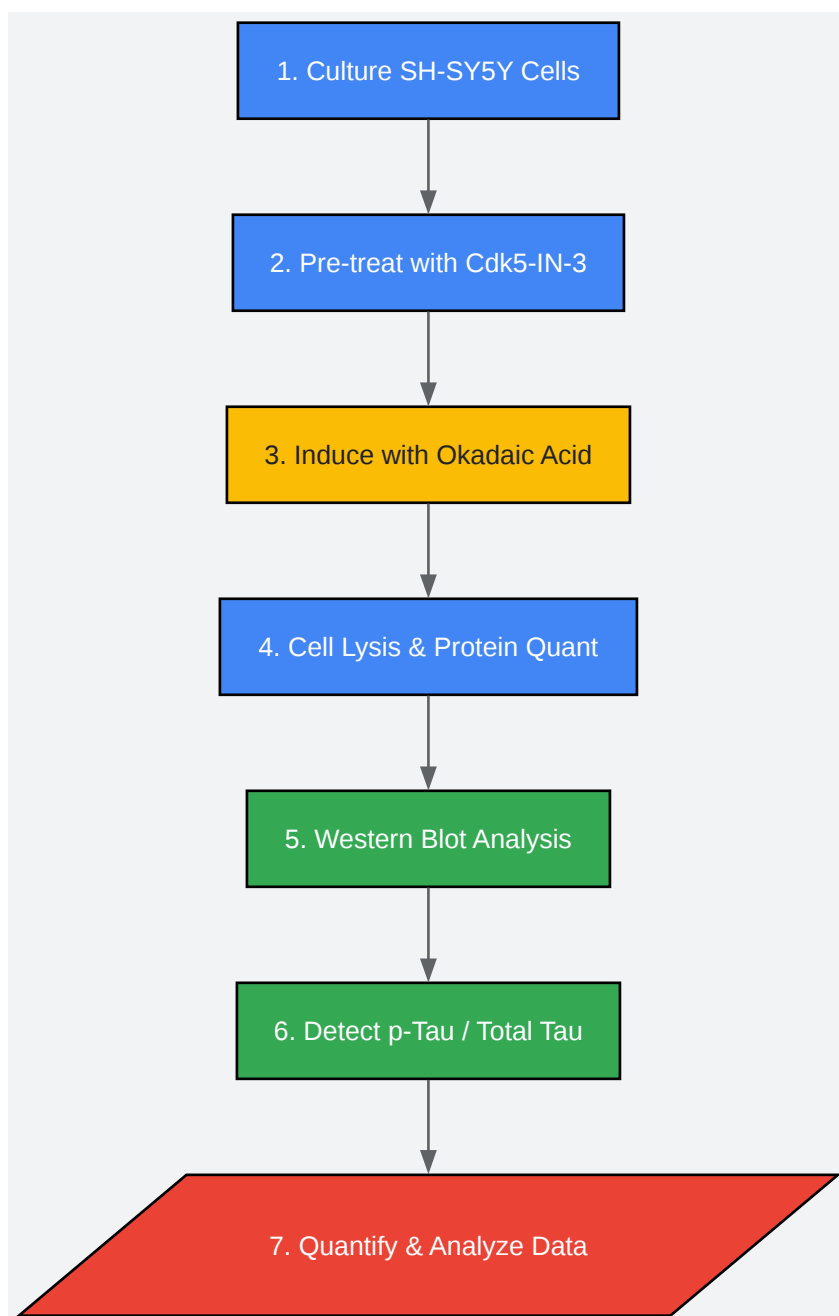 1. Culture SH-SY5Y Cells
2. Pre-treat with Cdk5-IN-3
3. Induce with Okadaic Acid
4. Cell Lysis & Protein Quant
5. Western Blot Analysis
6. Detect p-Tau / Total Tau
7. Quantify & Analyze Data